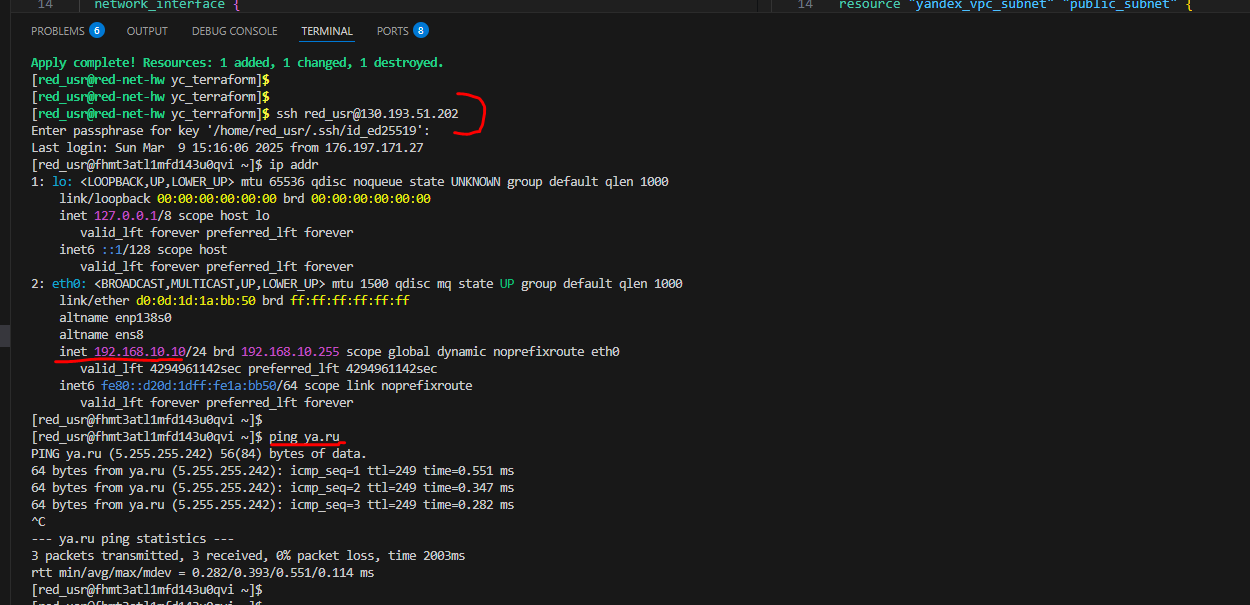 14 network_interface {
14 resource "yandex_vpc_subnet" "public_subnet" {
PROBLEMS 6 OUTPUT DEBUG CONSOLE TERMINAL PORTS 8
Apply complete! Resources: 1 added, 1 changed, 1 destroyed.
[red_usr@red-net-hw yc_terraform]$
[red_usr@red-net-hw yc_terraform]$
[red_usr@red-net-hw yc_terraform]$ ssh red_usr@130.193.51.202
Enter passphrase for key '/home/red_usr/.ssh/id_ed25519':
Last login: Sun Mar  9 15:16:06 2025 from 176.197.171.27
[red_usr@fhmt3atl1mfd143u0qvi ~]$ ip addr
1: lo: <LOOPBACK,UP,LOWER_UP> mtu 65536 qdisc noqueue state UNKNOWN group default qlen 1000
    link/loopback 00:00:00:00:00:00 brd 00:00:00:00:00:00
    inet 127.0.0.1/8 scope host lo
       valid_lft forever preferred_lft forever
    inet6 ::1/128 scope host
       valid_lft forever preferred_lft forever
2: eth0: <BROADCAST,MULTICAST,UP,LOWER_UP> mtu 1500 qdisc mq state UP group default qlen 1000
    link/ether d0:0d:1d:1a:bb:50 brd ff:ff:ff:ff:ff:ff
    altname enp138s0
    altname ens8
    inet 192.168.10.10/24 brd 192.168.10.255 scope global dynamic noprefixroute eth0
       valid_lft 4294961142sec preferred_lft 4294961142sec
    inet6 fe80::d20d:1dff:fe1a:bb50/64 scope link noprefixroute
       valid_lft forever preferred_lft forever
[red_usr@fhmt3atl1mfd143u0qvi ~]$
[red_usr@fhmt3atl1mfd143u0qvi ~]$ ping ya.ru
PING ya.ru (5.255.255.242) 56(84) bytes of data.
64 bytes from ya.ru (5.255.255.242): icmp_seq=1 ttl=249 time=0.551 ms
64 bytes from ya.ru (5.255.255.242): icmp_seq=2 ttl=249 time=0.347 ms
64 bytes from ya.ru (5.255.255.242): icmp_seq=3 ttl=249 time=0.282 ms
^C
--- ya.ru ping statistics ---
3 packets transmitted, 3 received, 0% packet loss, time 2003ms
rtt min/avg/max/mdev = 0.282/0.393/0.551/0.114 ms
[red_usr@fhmt3atl1mfd143u0qvi ~]$
[red_usr@fhmt3atl1mfd143u0qvi ~]$